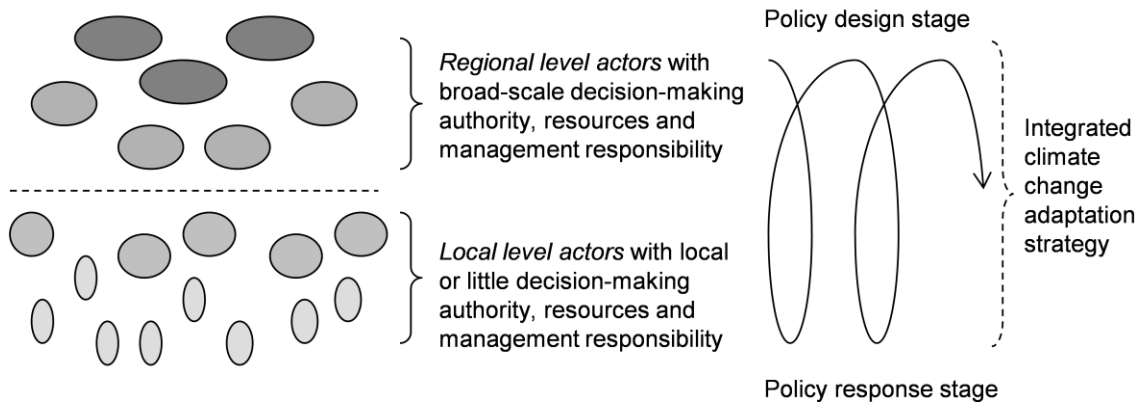 Policy design stage
Regional level actors with
broad-scale decision-making
authority, resources and
management responsibility
Local level actors with local
or little decision-making
authority, resources and
management responsibility
Integrated
climate
change
adaptation
strategy
Policy response stage